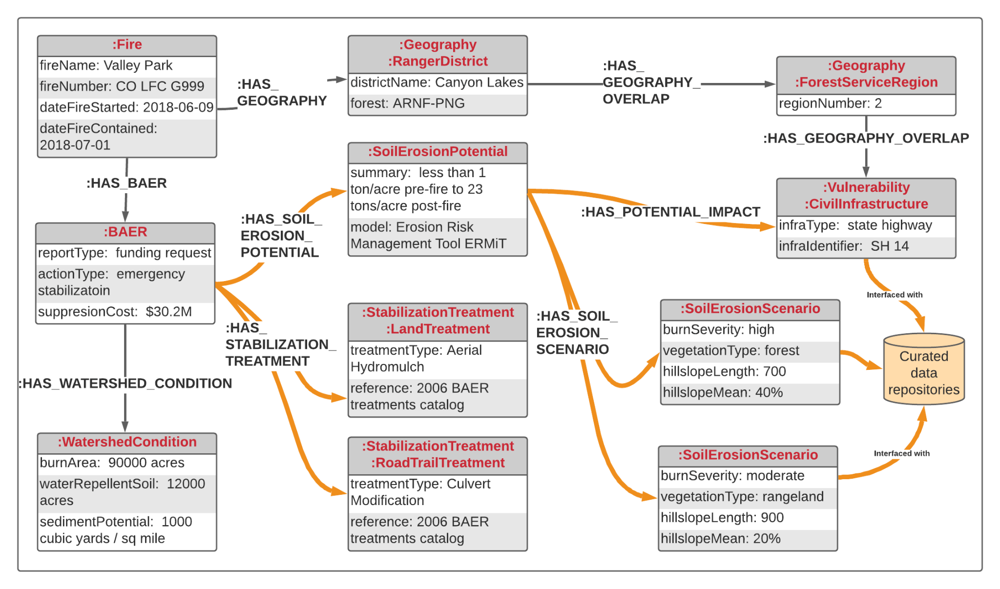 :Fire
fireName: Valley Park
fireNumber: CO LFC G999
dateFireStarted: 2018-06-09
dateFireContained:
2018-07-01
:HAS_
GEOGRAPHY
:Geography
:RangerDistrict
districtName: Canyon Lakes
forest: ARNF-PNG
:HAS_
GEOGRAPHY_
OVERLAP
:Geography
:ForestServiceRegion
regionNumber: 2
:HAS_GEOGRAPHY_OVERLAP
:HAS_BAER
:SoilErosionPotential
summary:  less than 1
ton/acre pre-fire to 23
tons/acre post-fire
model: Erosion Risk
Management Tool ERMiT
:HAS_POTENTIAL_IMPACT
:Vulnerability
:CivilInfrastructure
infraType:  state highway
infraIdentifier:  SH 14
:HAS_SOIL_
EROSION_
POTENTIAL
:BAER
reportType:  funding request
actionType:  emergency
stabilizatoin
suppresionCost:  $30.2M
:HAS_
STABILIZATION_
TREATMENT
:StabilizationTreatment
:LandTreatment
treatmentType: Aerial
Hydromulch
reference: 2006 BAER
treatments catalog
:HAS_SOIL_
EROSION_
SCENARIO
:SoilErosionScenario
burnSeverity: high
vegetationType: forest
hillslopeLength: 700
hillslopeMean: 40%
Interfaced with
Curated
data
repositories
:HAS_WATERSHED_CONDITION
:WatershedCondition
burnArea:  90000 acres
waterRepellentSoil:  12000
acres
sedimentPotential:  1000
cubic yards / sq mile
:StabilizationTreatment
:RoadTrailTreatment
treatmentType: Culvert
Modification
reference: 2006 BAER
treatments catalog
:SoilErosionScenario
burnSeverity: moderate
vegetationType: rangeland
hillslopeLength: 900
hillslopeMean: 20%
Interfaced with